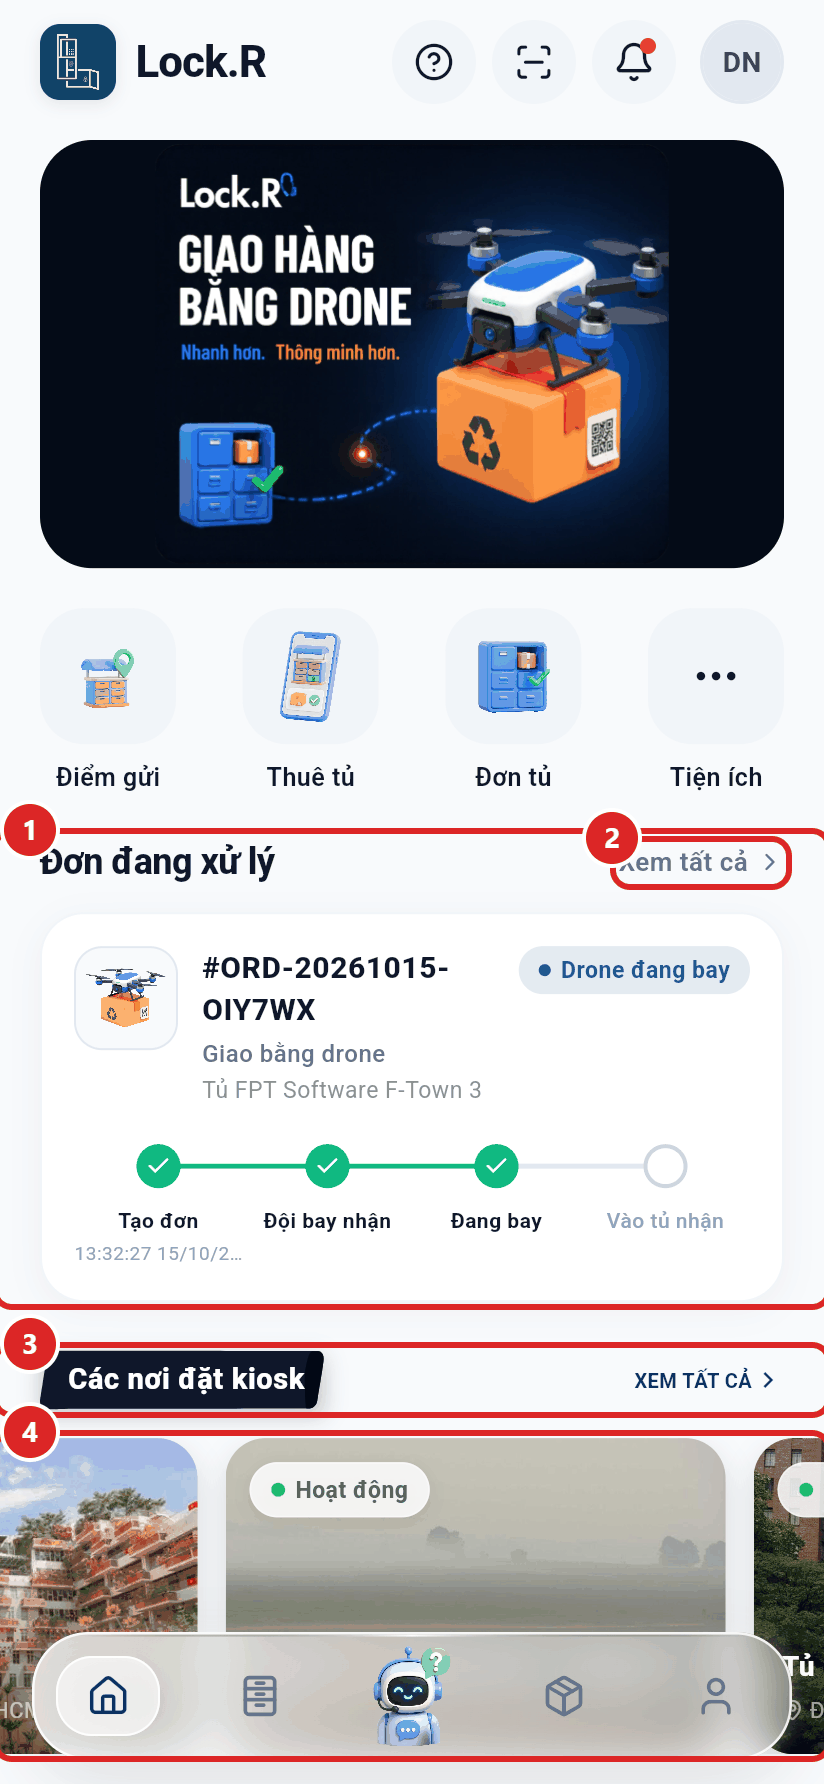 Lock.R
DN
Lock.R
GIAO HÀNG
BẰNG DRONE
Nhanh hơn. Thông minh hơn.
Điểm gửi
Thuê tủ
Đơn tủ
Tiện ích
1
2
Đơn đang xử lý
Xem tất cả
#ORD-20261015-
OIY7WX
Drone đang bay
Giao bằng drone
Tủ FPT Software F-Town 3
Tạo đơn
Đội bay nhận
Đang bay
Vào tủ nhận
13:32:27 15/10/2...
3
Các nơi đặt kiosk
XEM TẤT CẢ
4
Hoạt động
?
Tủ
HCM
Đ